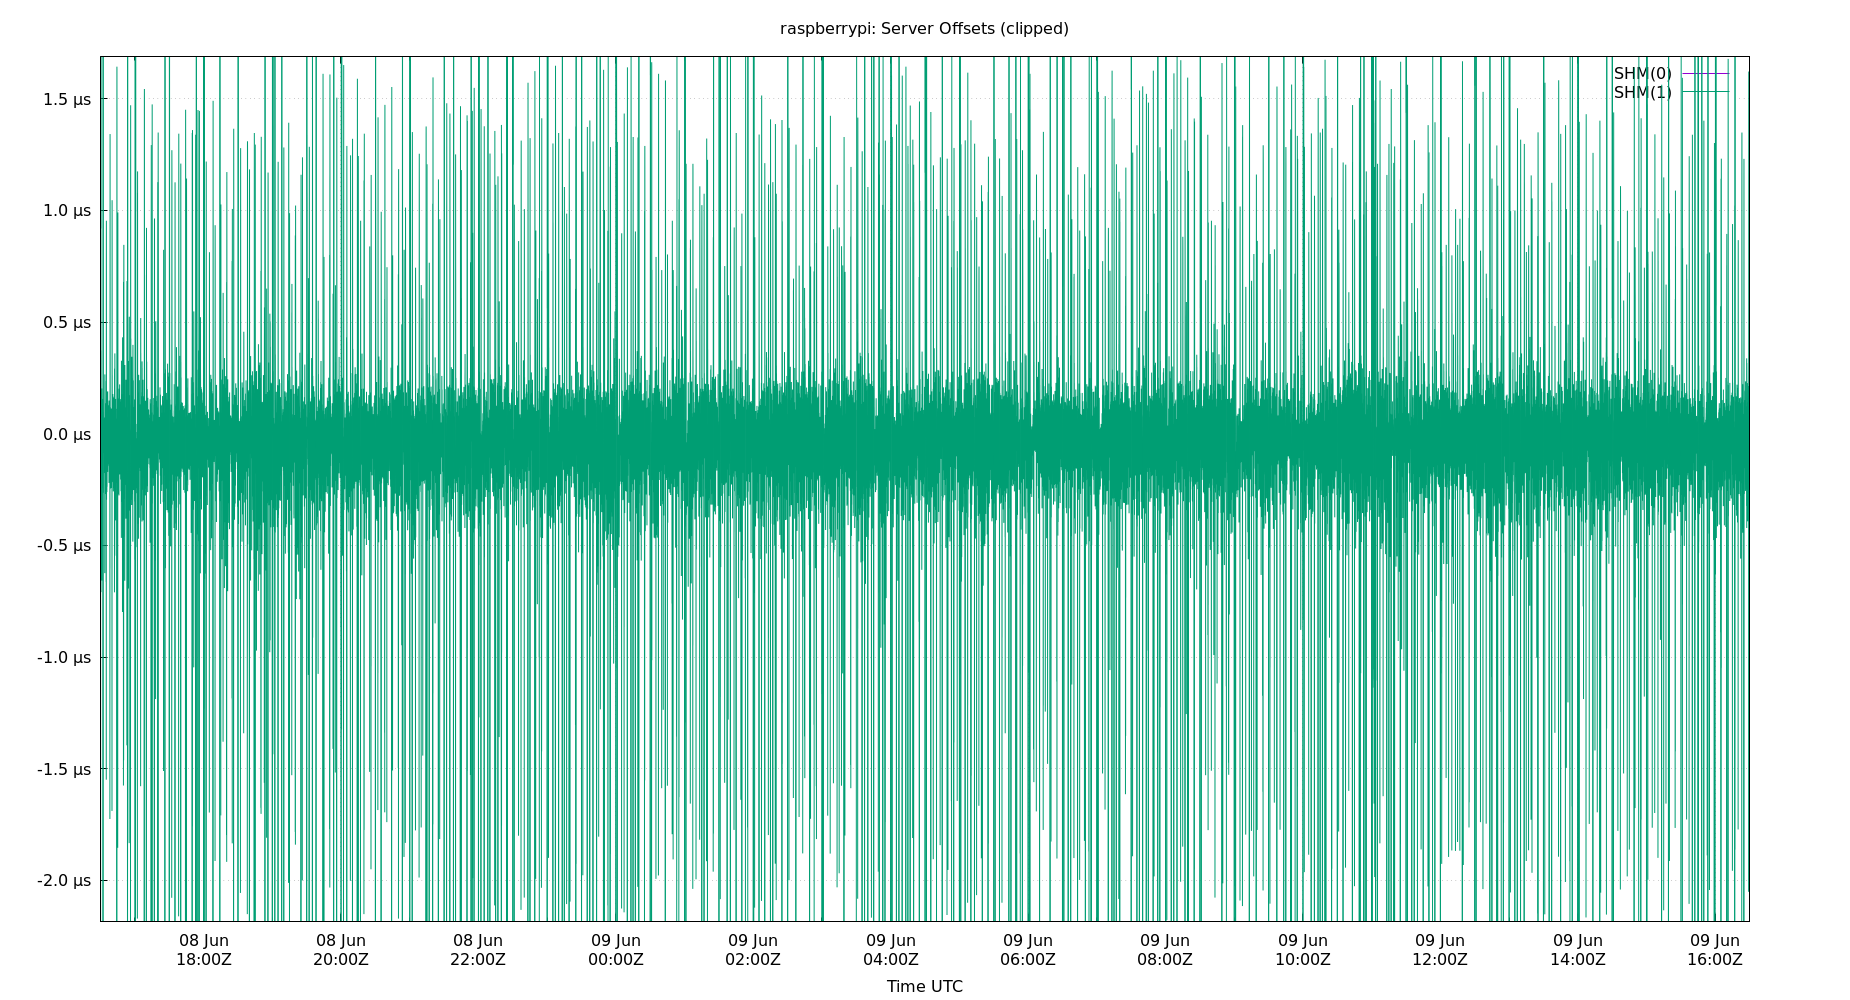 raspberrypi: Server Offsets (clipped)
SHM(0)
SHM(1)
1.5 µs
1.0 µs
0.5 µs
0.0 µs
-0.5 µs
-1.0 µs
-1.5 µs
-2.0 µs
08 Jun 08 Jun 08 Jun 09 Jun 09 Jun 09 Jun 09 Jun 09 Jun 09 Jun 09 Jun 09 Jun 09 Jun
18:00Z 20:00Z 22:00Z 00:00Z 02:00Z 04:00Z 06:00Z 08:00Z 10:00Z 12:00Z 14:00Z 16:00Z
Time UTC